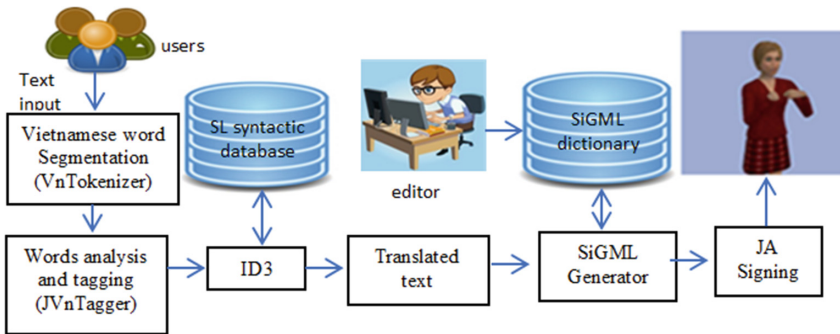 users
Text
input
Vietnamese word
Segmentation
(VnTokenizer)
SL syntactic
database
editor
SiGML
dictionary
Words analysis
and tagging
(JVnTagger)
ID3
Translated
text
SiGML
Generator
JA
Signing